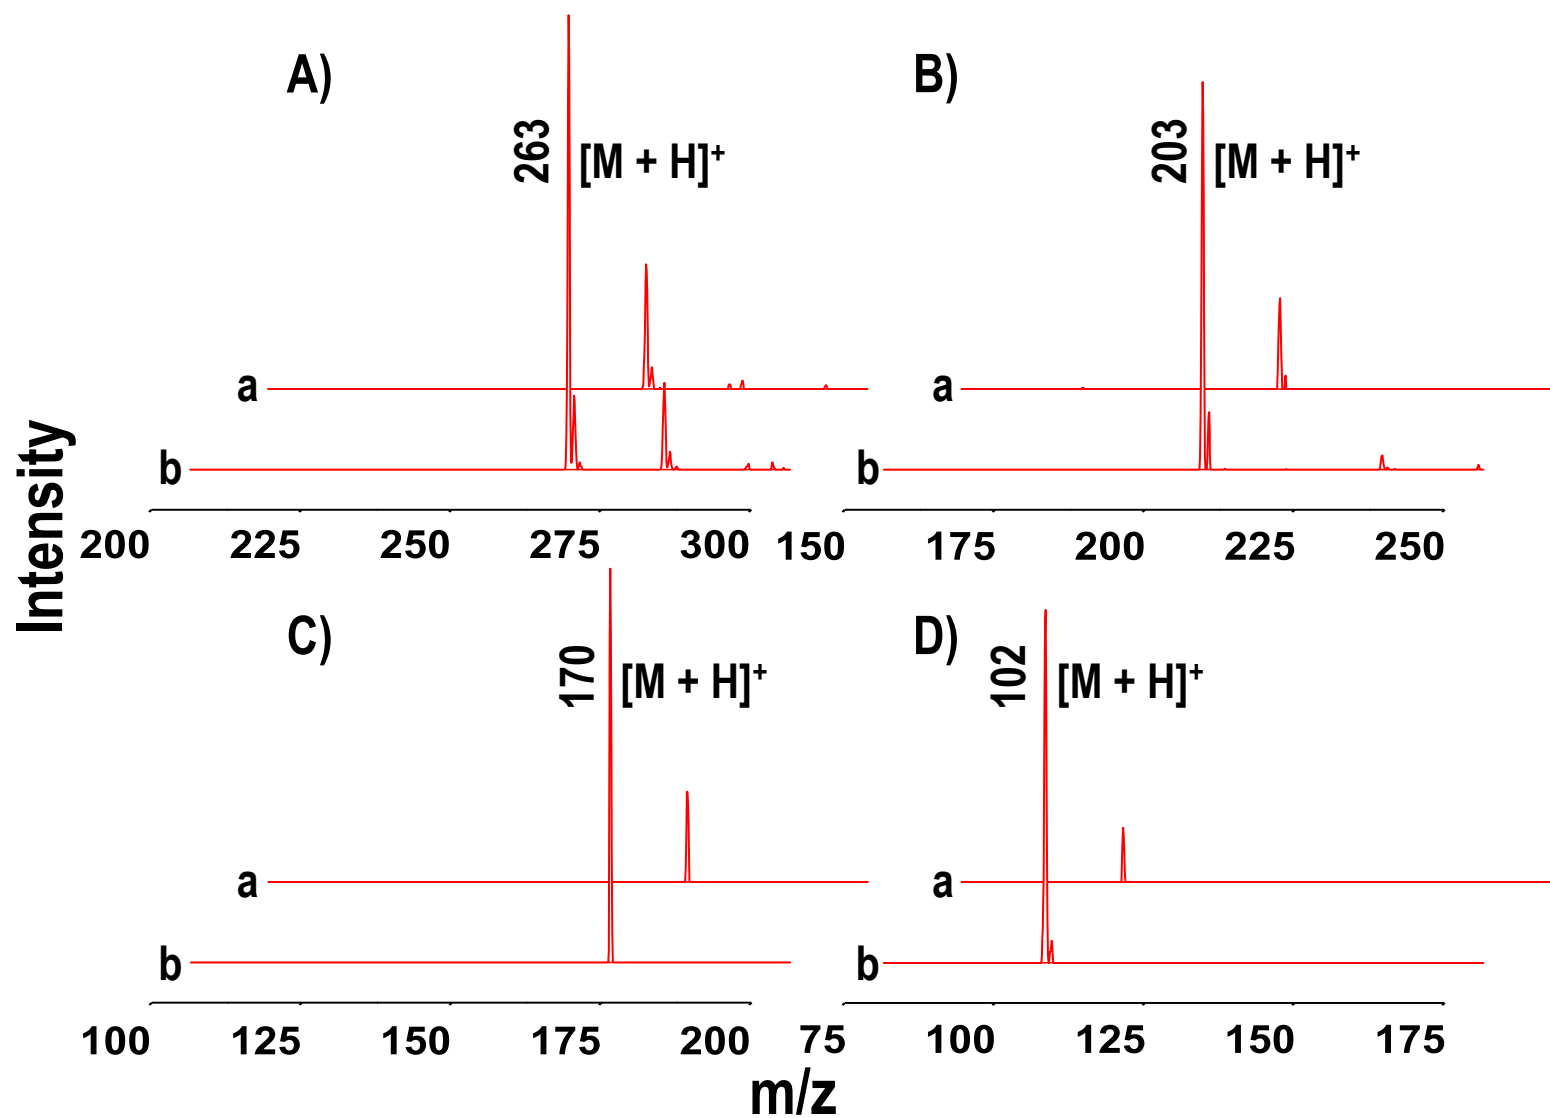 A)
B)
263
[M + H]+
203
[M + H]+
a
a
b
b
200 225 250 275 300
150 175 200 225 250
Intensity
C)
D)
170
[M + H]+
102
[M + H]+
a
a
b
b
100 125 150 175 200
75 100 125 150 175
m/z